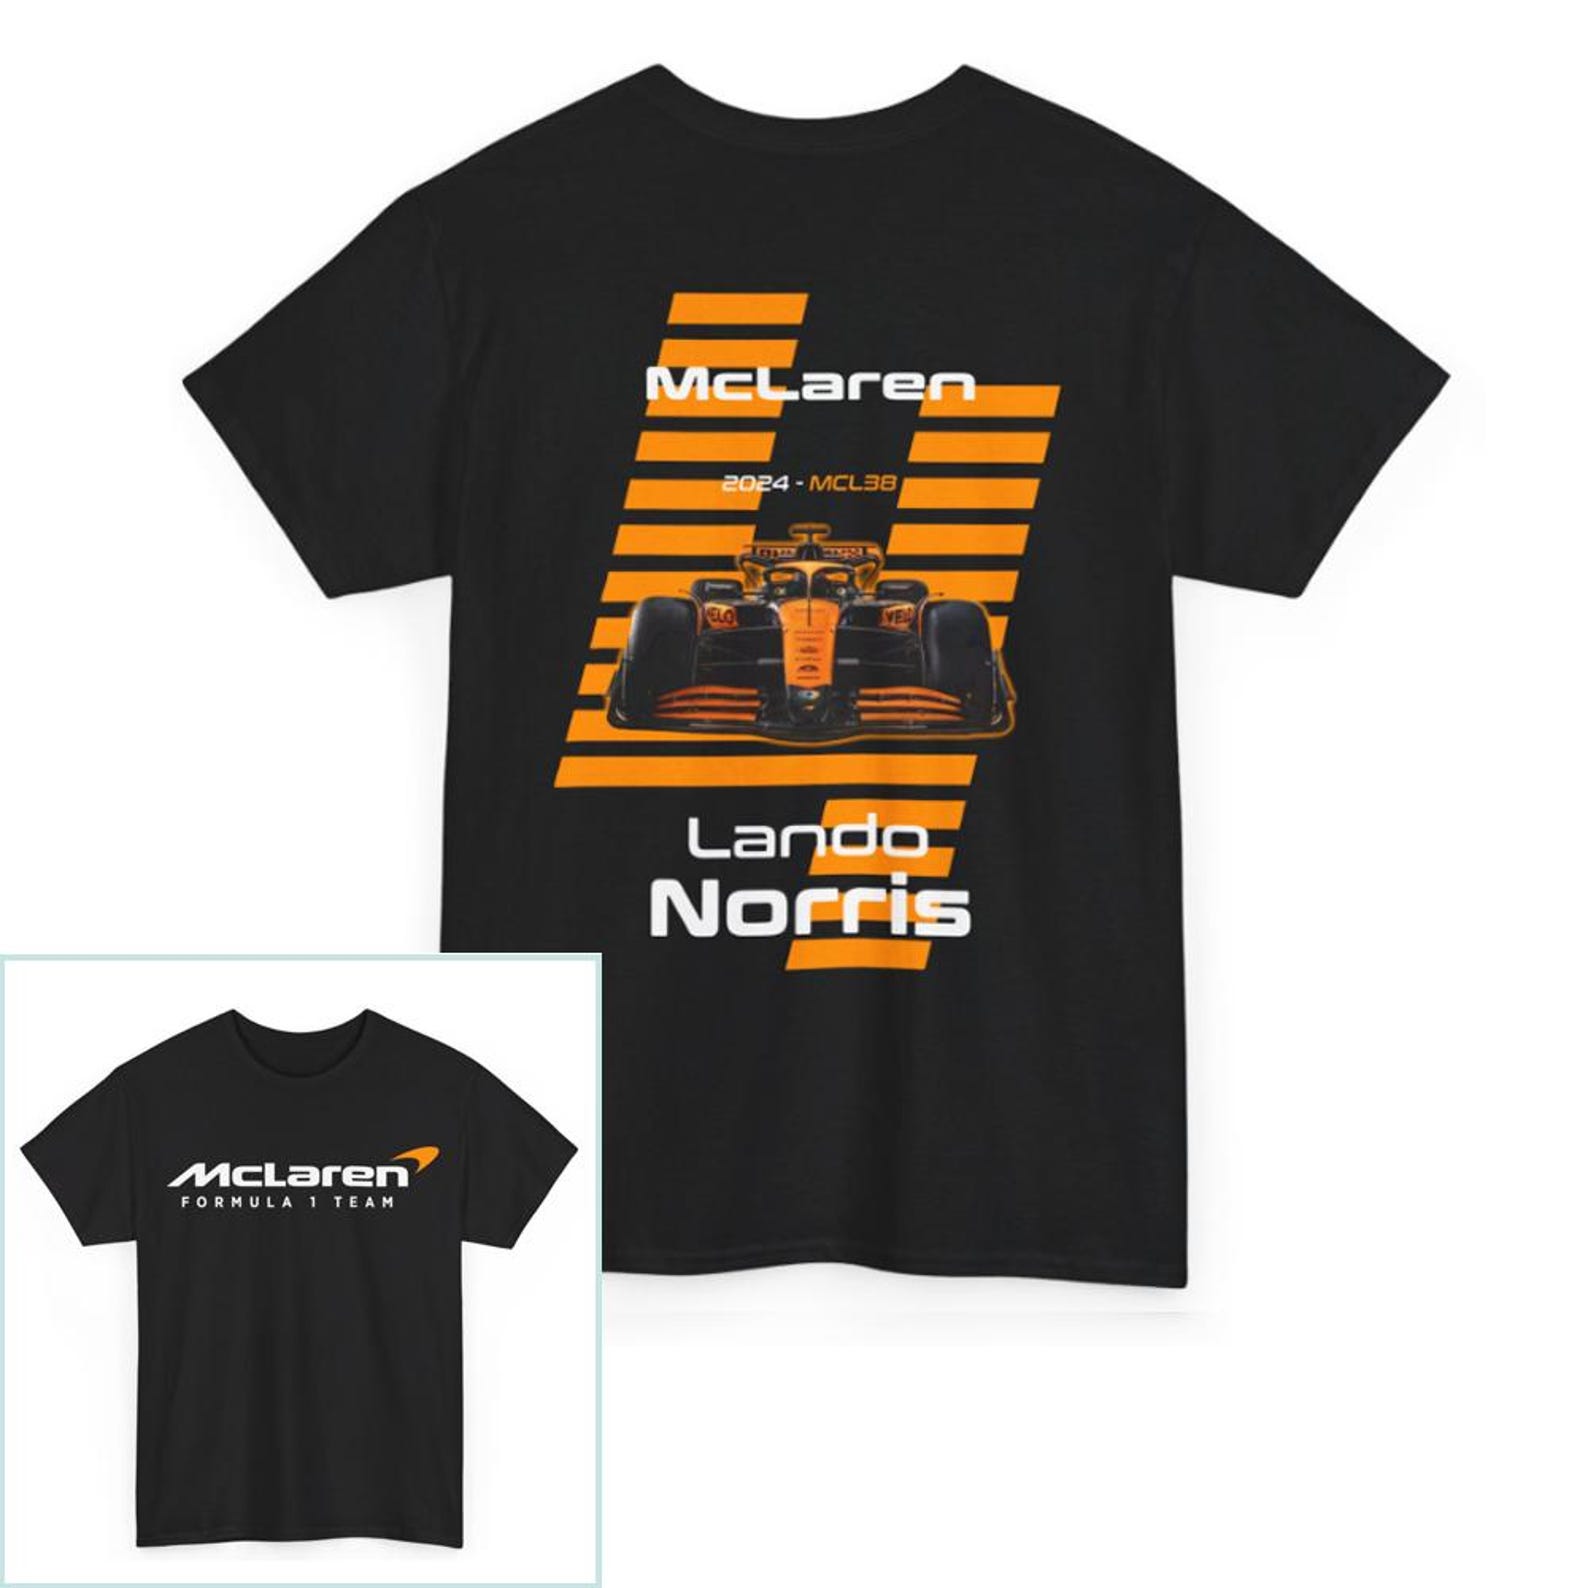 McLaren
2024 - MCL38
Lando
Norris
McLaren
FORMULA 1 TEAM